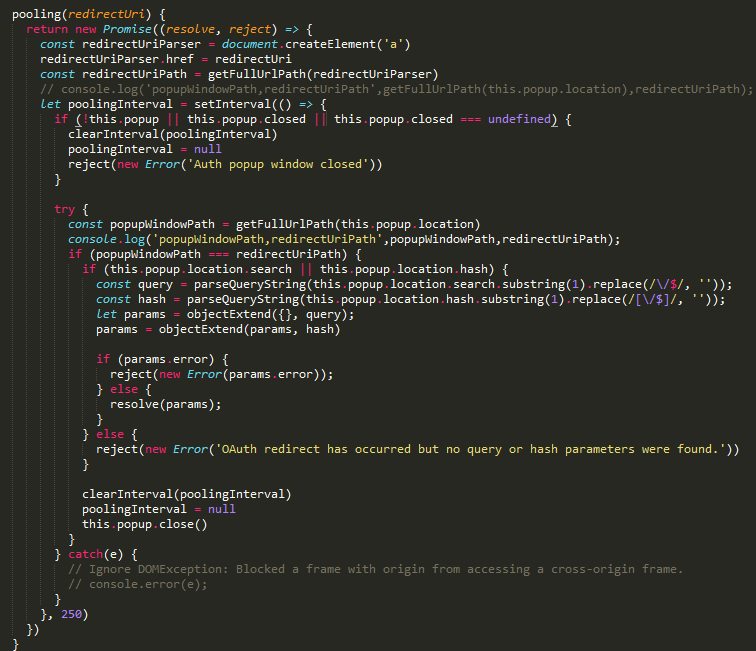 pooling(redirectUri) {
  return new Promise((resolve, reject) => {
    const redirectUriParser = document.createElement('a')
    redirectUriParser.href = redirectUri
    const redirectUriPath = getFullUrlPath(redirectUriParser)
    // console.log('popupWindowPath,redirectUriPath',getFullUrlPath(this.popup.location),redirectUriPath);
    let poolingInterval = setInterval(() => {
      if (!this.popup || this.popup.closed || this.popup.closed === undefined) {
        clearInterval(poolingInterval)
        poolingInterval = null
        reject(new Error('Auth popup window closed'))
      }

      try {
        const popupWindowPath = getFullUrlPath(this.popup.location)
        console.log('popupWindowPath,redirectUriPath',popupWindowPath,redirectUriPath);
        if (popupWindowPath === redirectUriPath) {
          if (this.popup.location.search || this.popup.location.hash) {
            const query = parseQueryString(this.popup.location.search.substring(1).replace(/\/$/, ''));
            const hash = parseQueryString(this.popup.location.hash.substring(1).replace(/[\/$]/, ''));
            let params = objectExtend({}, query);
            params = objectExtend(params, hash)

            if (params.error) {
              reject(new Error(params.error));
            } else {
              resolve(params);
            }
          } else {
            reject(new Error('OAuth redirect has occurred but no query or hash parameters were found.'))
          }

          clearInterval(poolingInterval)
          poolingInterval = null
          this.popup.close()
        }
      } catch(e) {
        // Ignore DOMException: Blocked a frame with origin from accessing a cross-origin frame.
        // console.error(e);
      }
    }, 250)
  })
}